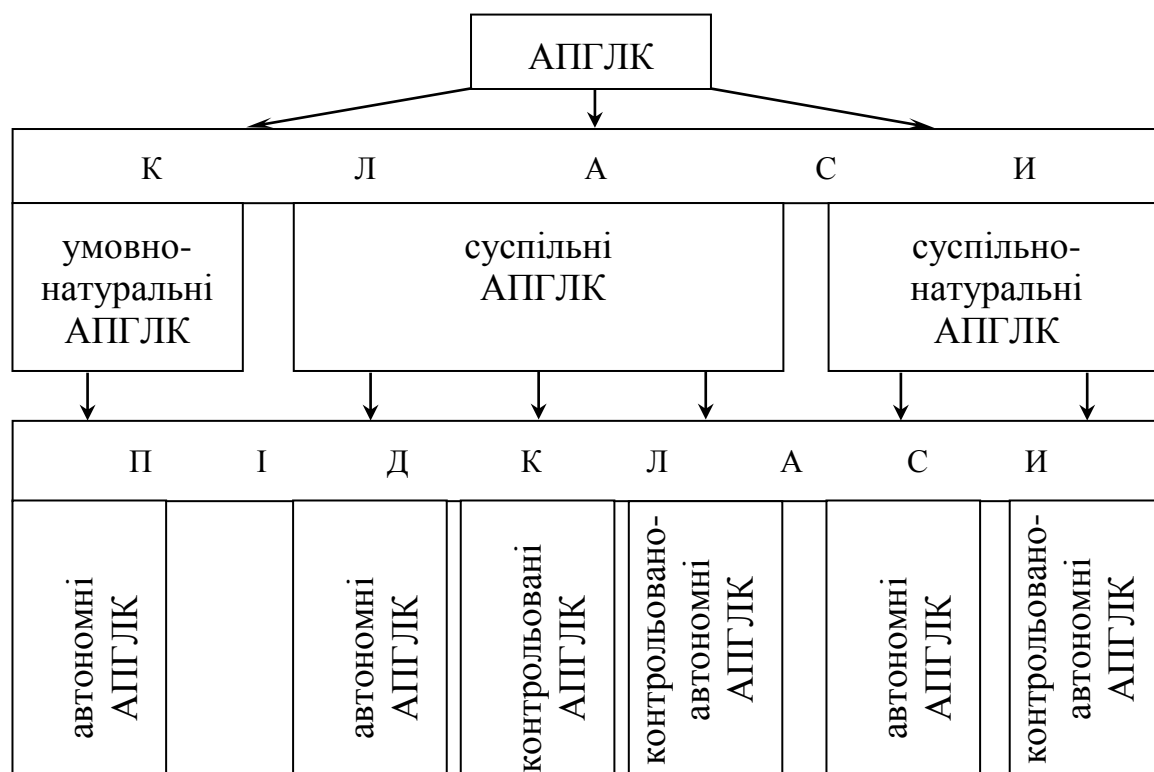 АПГЛК
К Л А С И
умовно-
натуральні
АПГЛК
суспільні
АПГЛК
суспільно-
натуральні
АПГЛК
П І Д К Л А С И
автономні
АПГЛК
автономні
АПГЛК
контрольовані
АПГЛК
контрольовано-
автономні
АПГЛК
автономні
АПГЛК
контрольовано-
автономні
АПГЛК